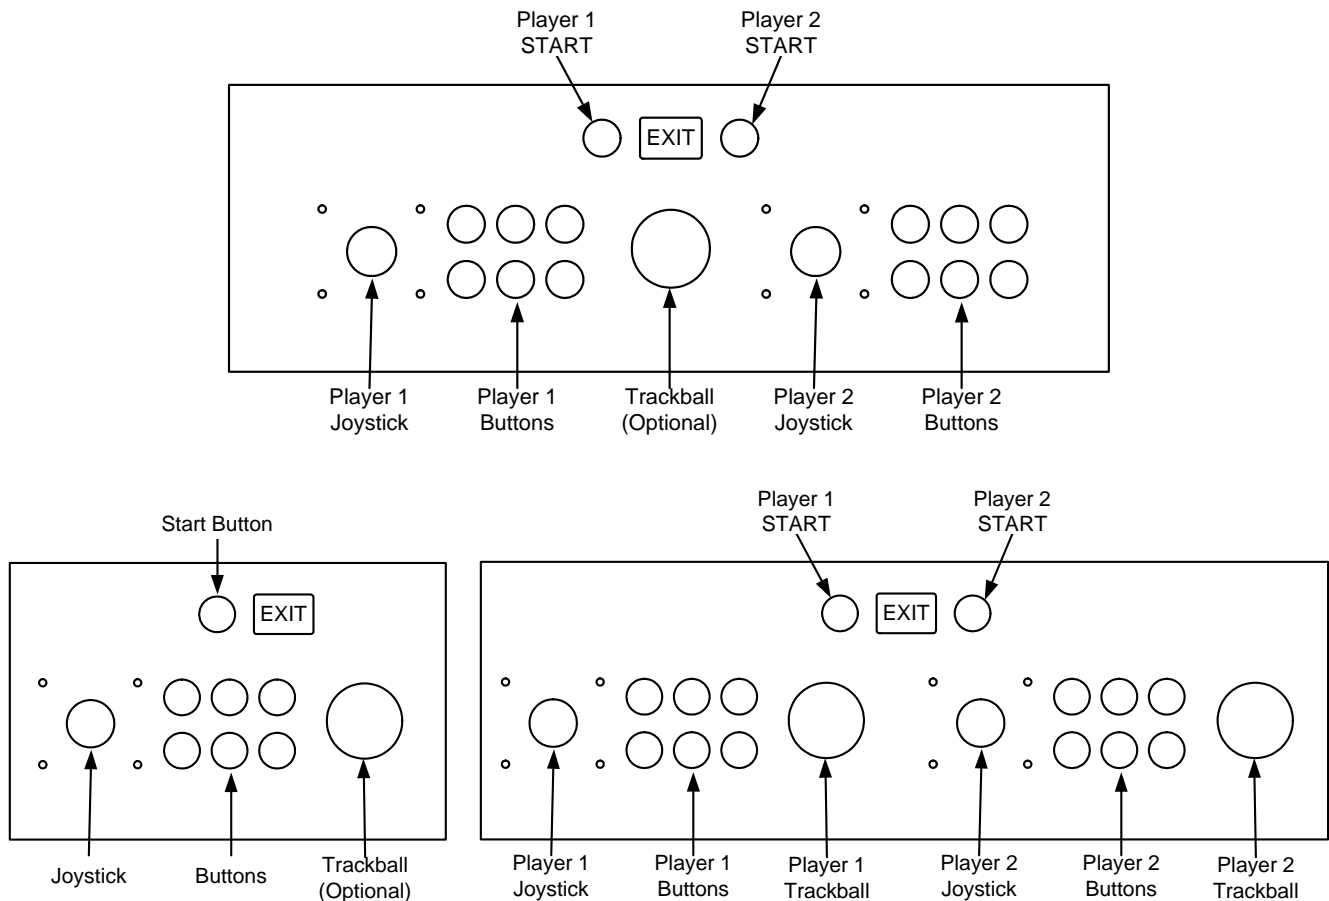 Player 1
START
Player 2
START
EXIT
Player 1
Joystick
Player 1
Buttons
Trackball
(Optional)
Player 2
Joystick
Player 2
Buttons
Start Button
EXIT
Joystick
Buttons
Trackball
(Optional)
Player 1
START
Player 2
START
EXIT
Player 1
Joystick
Player 1
Buttons
Player 1
Trackball
Player 2
Joystick
Player 2
Buttons
Player 2
Trackball